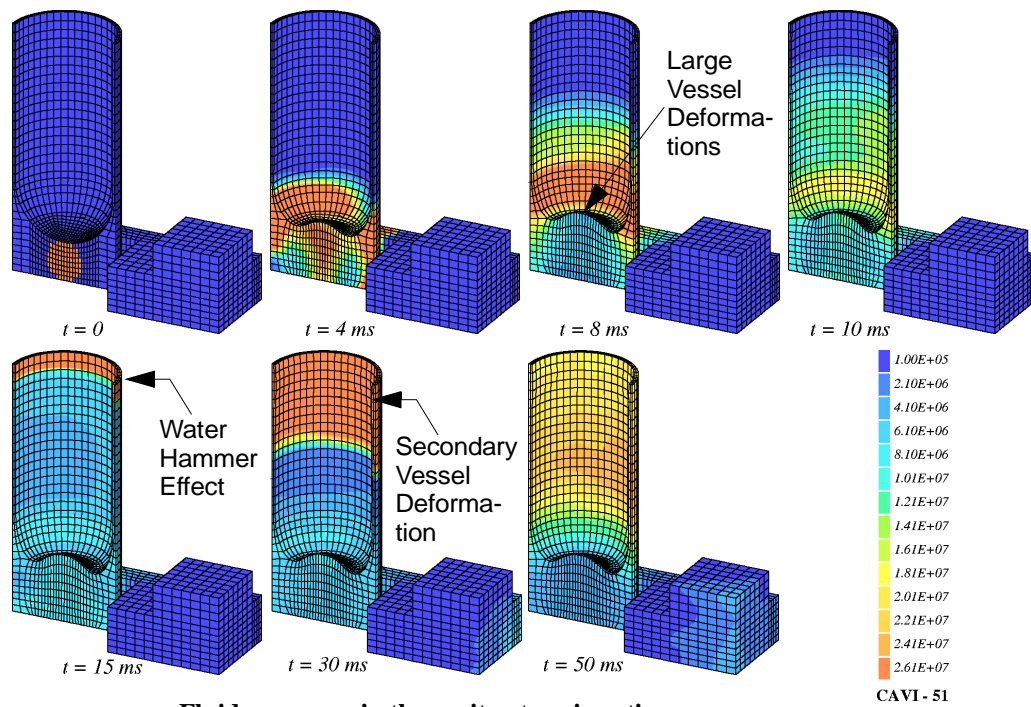 Large
Vessel
Deforma-
tions
t = 0
t = 4 ms
t = 8 ms
t = 10 ms
Water
Hammer
Effect
Secondary
Vessel
Deforma-
tion
t = 15 ms
t = 30 ms
t = 50 ms
1.00E+05
2.10E+06
4.10E+06
6.10E+06
8.10E+06
1.01E+07
1.21E+07
1.41E+07
1.61E+07
1.81E+07
2.01E+07
2.21E+07
2.41E+07
2.61E+07
CAVI - 51